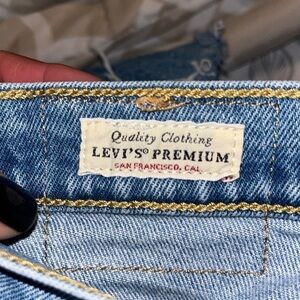 Quality Clothing
LEVI'S® PREMIUM
SAN FRANCISCO, CAL